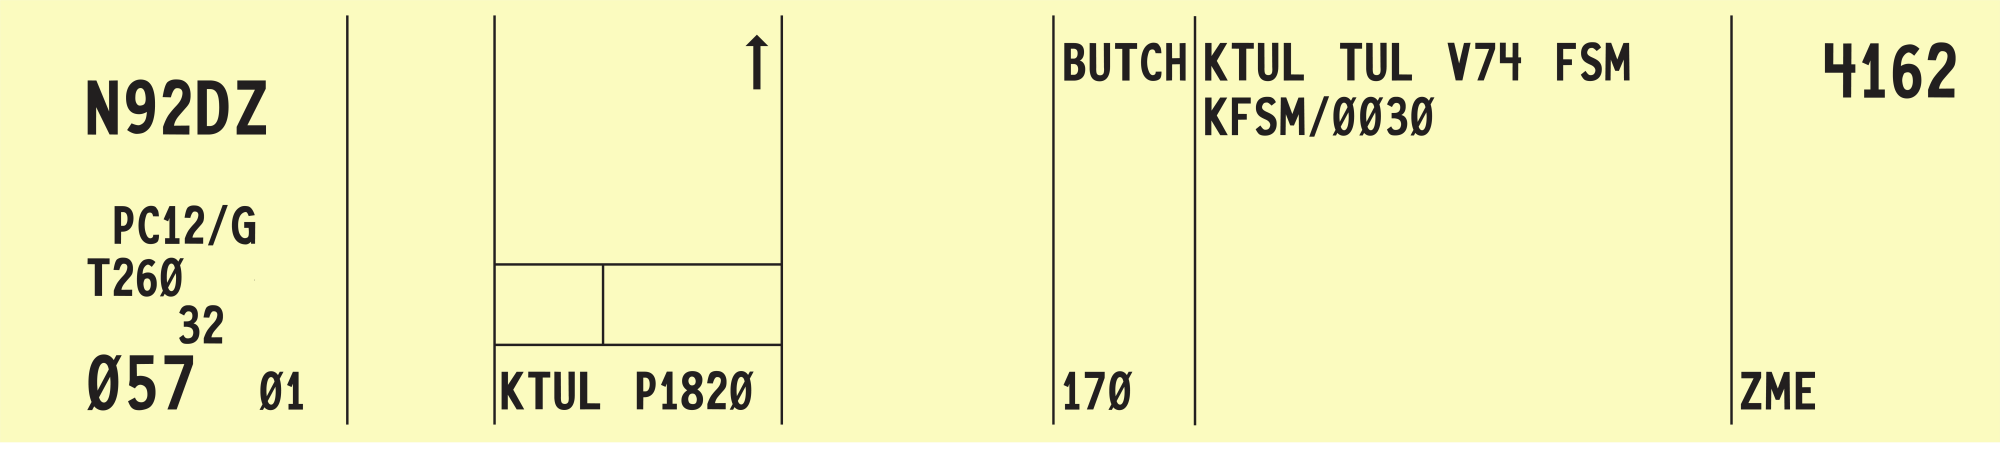 N92DZ
PC12/G
T26Ø
32
Ø57 Ø1
↑
KTUL P182Ø
BUTCH
17Ø
KTUL TUL V74 FSM
KFSM/ØØ3Ø
4162
ZME